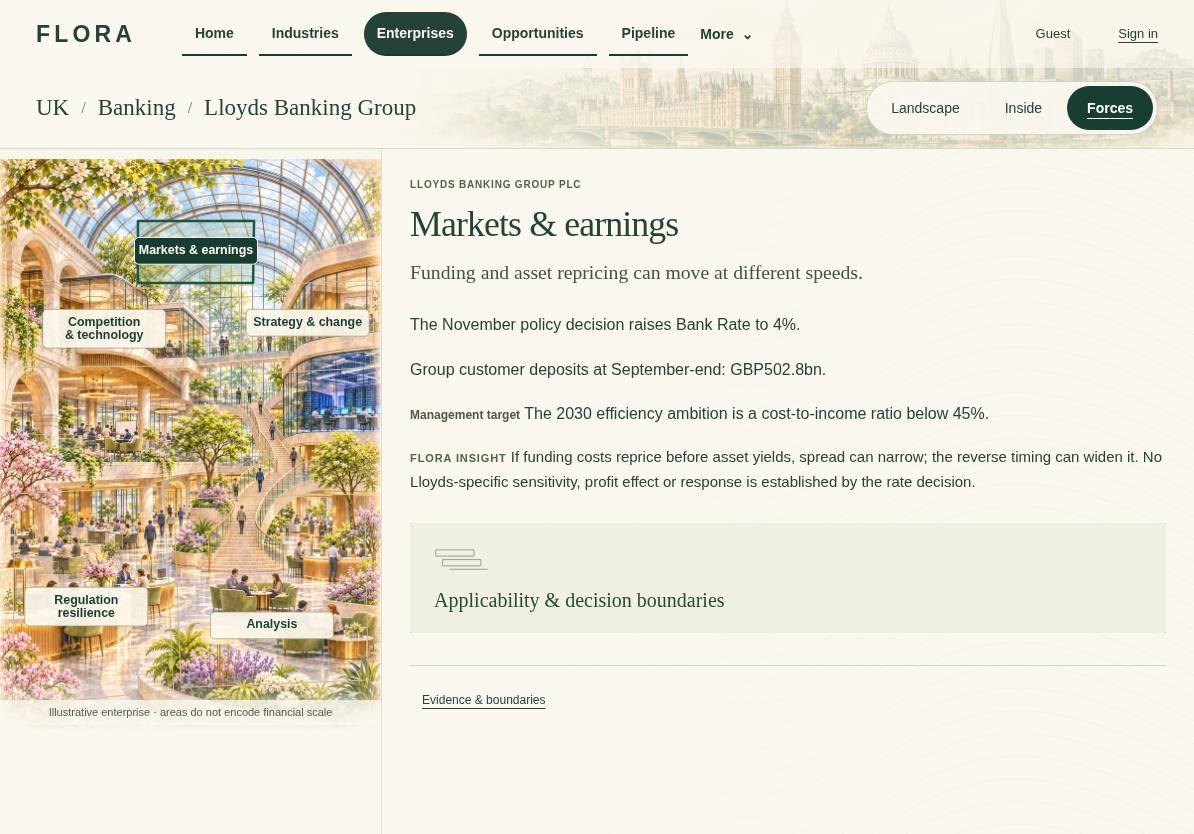 FLORA
Home
Industries
Enterprises
Opportunities
Pipeline
More
Guest
Sign in
UK / Banking / Lloyds Banking Group
Landscape
Inside
Forces
Markets & earnings
Competition
& technology
Strategy & change
Regulation
resilience
Analysis
Illustrative enterprise · areas do not encode financial scale
LLOYDS BANKING GROUP PLC
Markets & earnings
Funding and asset repricing can move at different speeds.
The November policy decision raises Bank Rate to 4%.
Group customer deposits at September-end: GBP502.8bn.
Management target The 2030 efficiency ambition is a cost-to-income ratio below 45%.
FLORA INSIGHT If funding costs reprice before asset yields, spread can narrow; the reverse timing can widen it. No
Lloyds-specific sensitivity, profit effect or response is established by the rate decision.
Applicability & decision boundaries
Evidence & boundaries